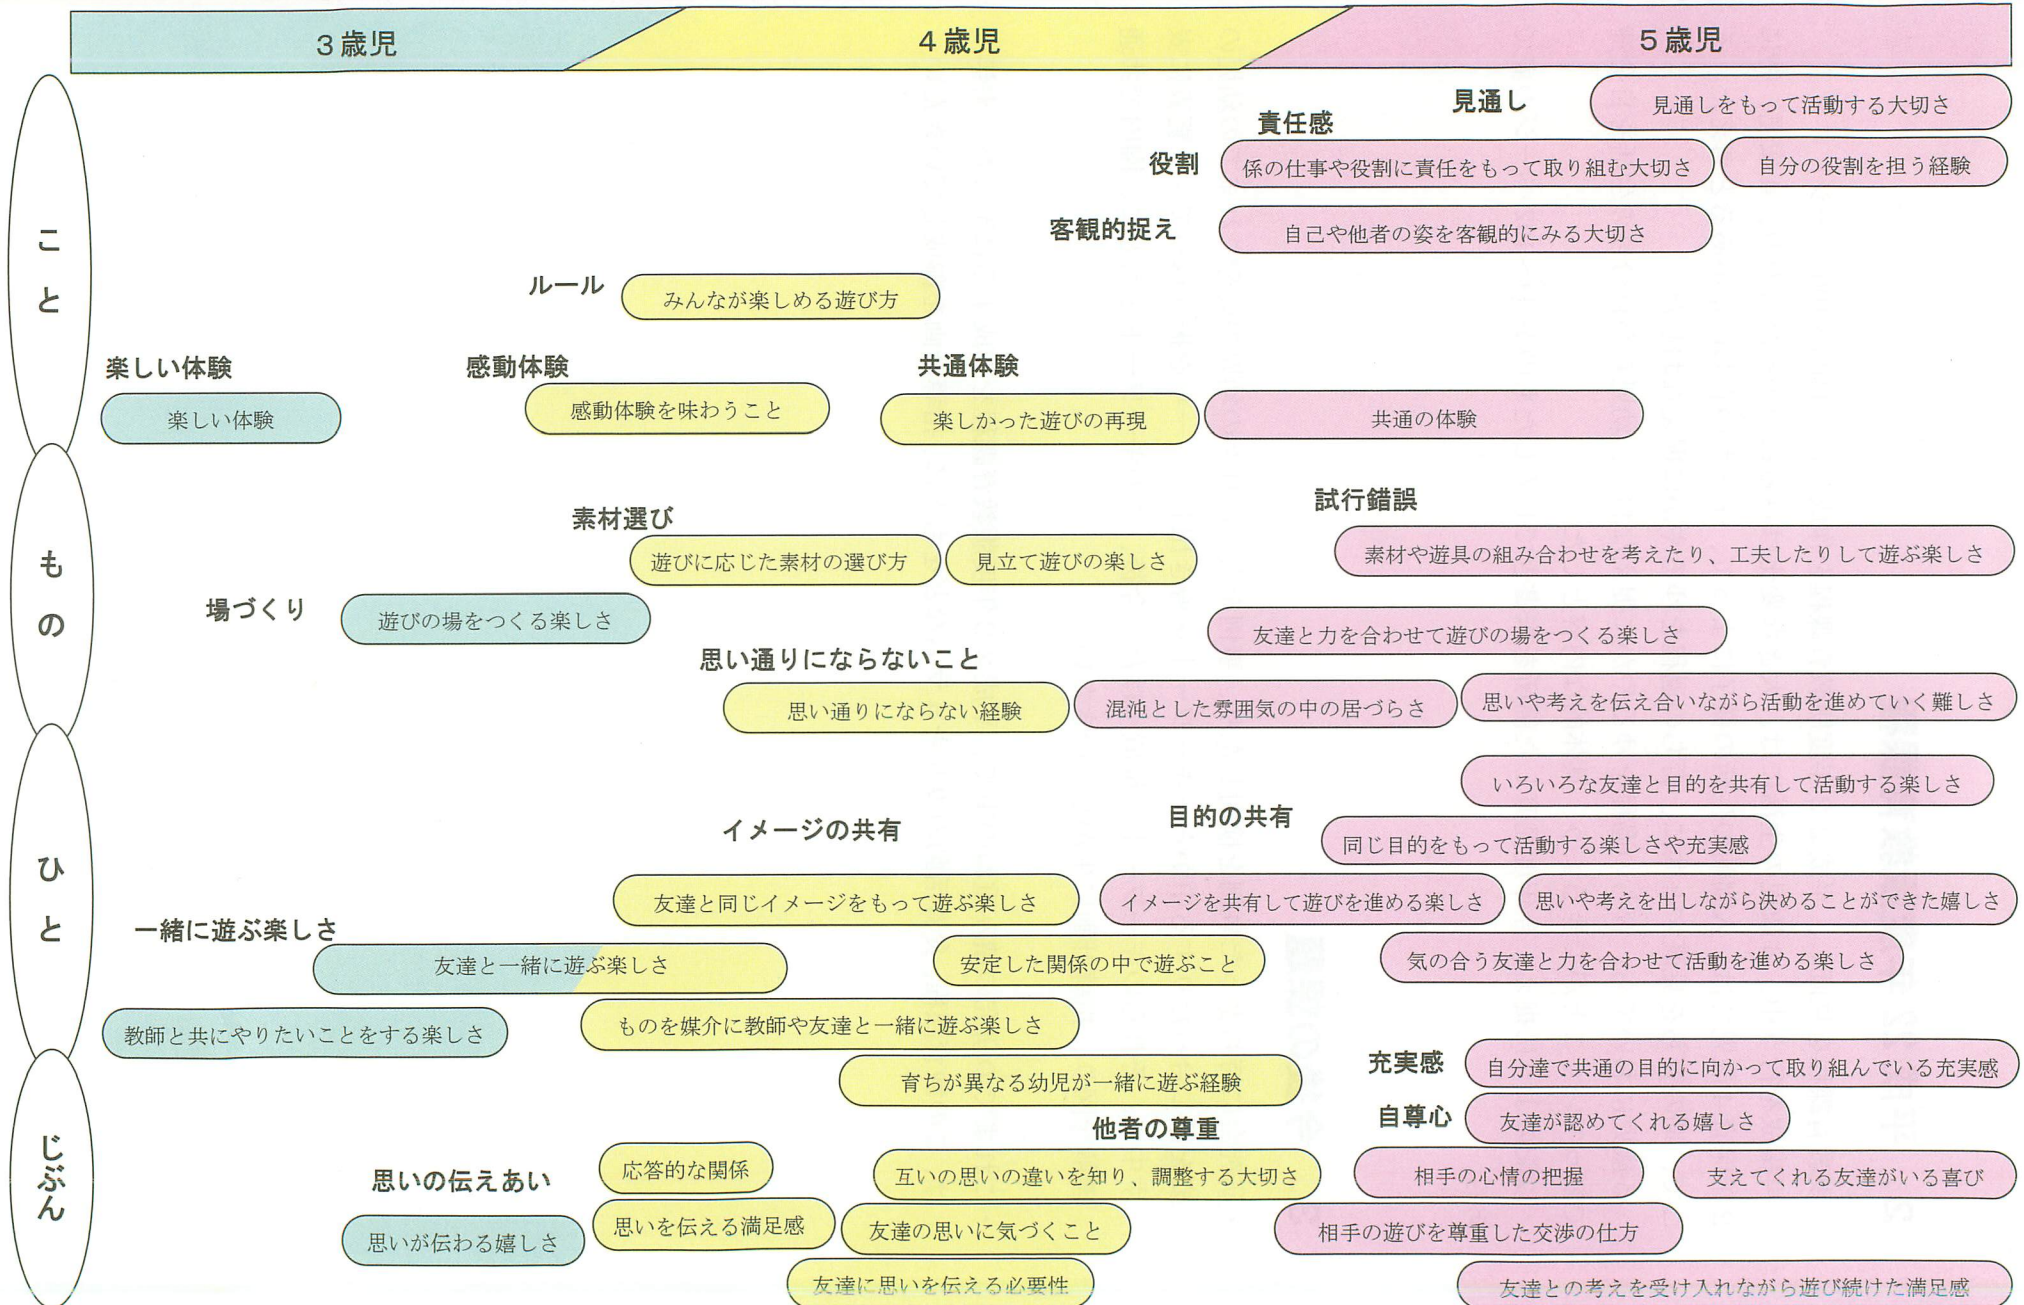 3歳児
4歳児
5歳児
こと
見通し
見通しをもって活動する大切さ
責任感
役割
係の仕事や役割に責任をもって取り組む大切さ
自分の役割を担う経験
客観的捉え
自己や他者の姿を客観的にみる大切さ
ルール
みんなが楽しめる遊び方
楽しい体験
楽しい体験
感動体験
感動体験を味わうこと
共通体験
楽しかった遊びの再現
共通の体験
もの
試行錯誤
素材や遊具の組み合わせを考えたり、工夫したりして遊ぶ楽しさ
素材選び
遊びに応じた素材の選び方
見立て遊びの楽しさ
場づくり
遊びの場をつくる楽しさ
友達と力を合わせて遊びの場をつくる楽しさ
思い通りにならないこと
思い通りにならない経験
混沌とした雰囲気の中の居づらさ
思いや考えを伝え合いながら活動を進めていく難しさ
ひと
いろいろな友達と目的を共有して活動する楽しさ
イメージの共有
目的の共有
同じ目的をもって活動する楽しさや充実感
友達と同じイメージをもって遊ぶ楽しさ
イメージを共有して遊びを進める楽しさ
思いや考えを出しながら決めることができた嬉しさ
一緒に遊ぶ楽しさ
友達と一緒に遊ぶ楽しさ
安定した関係の中で遊ぶこと
気の合う友達と力を合わせて活動を進める楽しさ
教師と共にやりたいことをする楽しさ
ものを媒介に教師や友達と一緒に遊ぶ楽しさ
育ちが異なる幼児が一緒に遊ぶ経験
じぶん
充実感
自分達で共通の目的に向かって取り組んでいる充実感
自尊心
友達が認めてくれる嬉しさ
他者の尊重
思いの伝えあい
応答的な関係
互いの思いの違いを知り、調整する大切さ
相手の心情の把握
支えてくれる友達がいる喜び
思いが伝わる嬉しさ
思いを伝える満足感
友達の思いに気づくこと
相手の遊びを尊重した交渉の仕方
友達に思いを伝える必要性
友達との考えを受け入れながら遊び続けた満足感